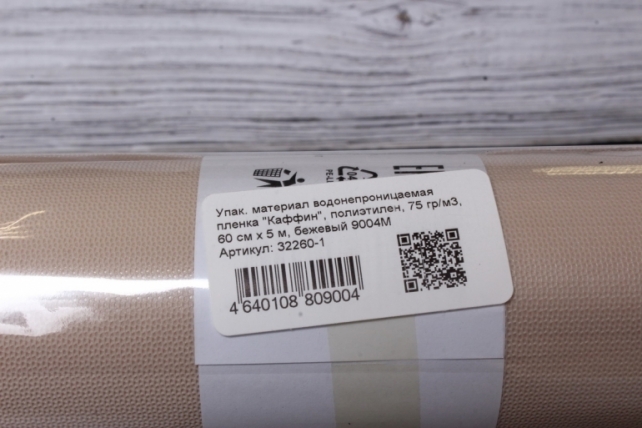 Упак. материал водонепроницаемая
пленка "Каффин", полиэтилен, 75 гр/м3,
60 см х 5 м, бежевый 9004М
Артикул: 32260-1
4 640108 809004
04